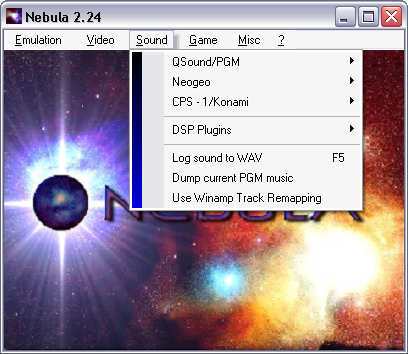 Nebula 2.24
Emulation Video Sound Game Misc ?
QSound/PGM
Neogeo
CPS - 1/Konami
DSP Plugins
Log sound to WAV F5
Dump current PGM music
Use Winamp Track Remapping
NEBULA